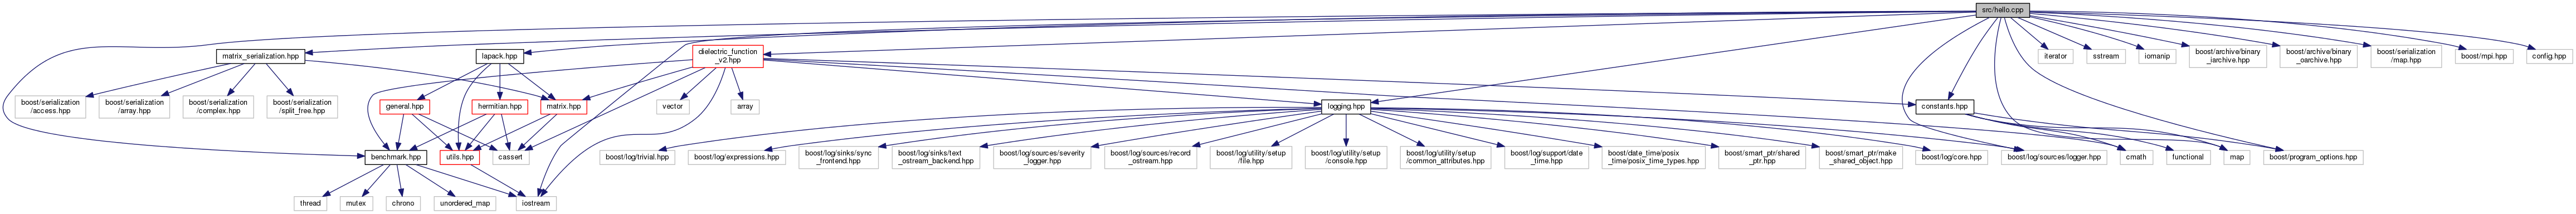 src/hello.cpp
matrix_serialization.hpp
lapack.hpp
dielectric_function
_v2.hpp
iterator
sstream
iomanip
boost/archive/binary
_iarchive.hpp
boost/archive/binary
_oarchive.hpp
boost/serialization
/map.hpp
boost/mpi.hpp
config.hpp
boost/serialization
/access.hpp
boost/serialization
/array.hpp
boost/serialization
/complex.hpp
boost/serialization
/split_free.hpp
general.hpp
hermitian.hpp
matrix.hpp
vector
array
logging.hpp
constants.hpp
benchmark.hpp
utils.hpp
cassert
boost/log/trivial.hpp
boost/log/expressions.hpp
boost/log/sinks/sync
_frontend.hpp
boost/log/sinks/text
_ostream_backend.hpp
boost/log/sources/severity
_logger.hpp
boost/log/sources/record
_ostream.hpp
boost/log/utility/setup
/file.hpp
boost/log/utility/setup
/console.hpp
boost/log/utility/setup
/common_attributes.hpp
boost/log/support/date
_time.hpp
boost/date_time/posix
_time/posix_time_types.hpp
boost/smart_ptr/shared
_ptr.hpp
boost/smart_ptr/make
_shared_object.hpp
boost/log/core.hpp
boost/log/sources/logger.hpp
cmath
functional
map
boost/program_options.hpp
thread
mutex
chrono
unordered_map
iostream